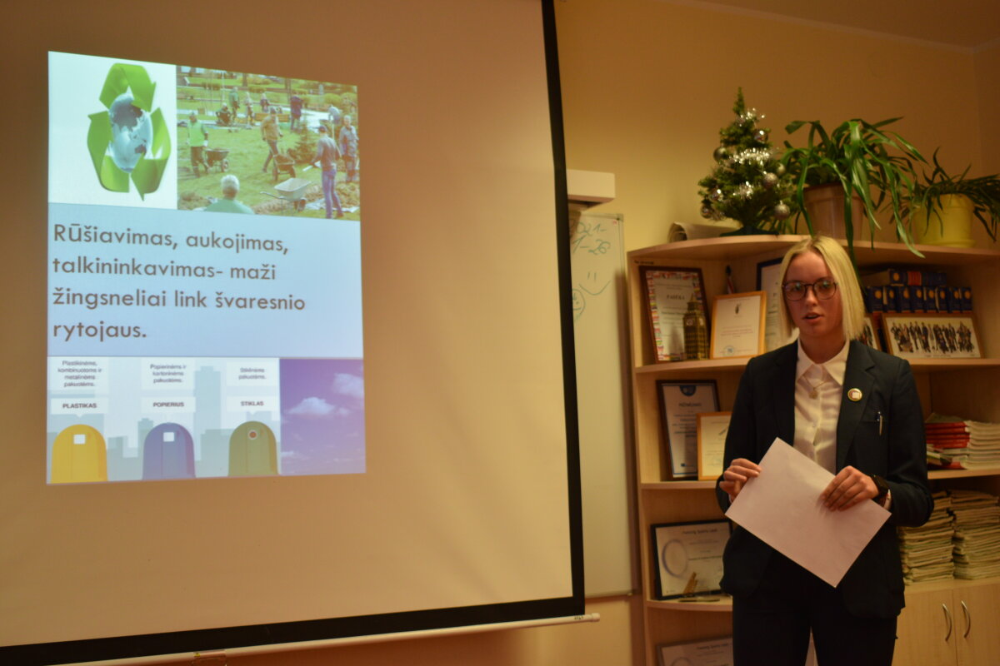 Rūšiavimas, aukojimas,
talkininkavimas- maži
žingsneliai link švaresnio
rytojaus.
Plastikinėms,
kombinuotoms ir
metalinėms
pakuotėms.
PLASTIKAS
Popierinėms ir
kartoninėms
pakuotėms.
POPIERIUS
Stiklinėms
pakuotėms.
STIKLAS
PADĖKA